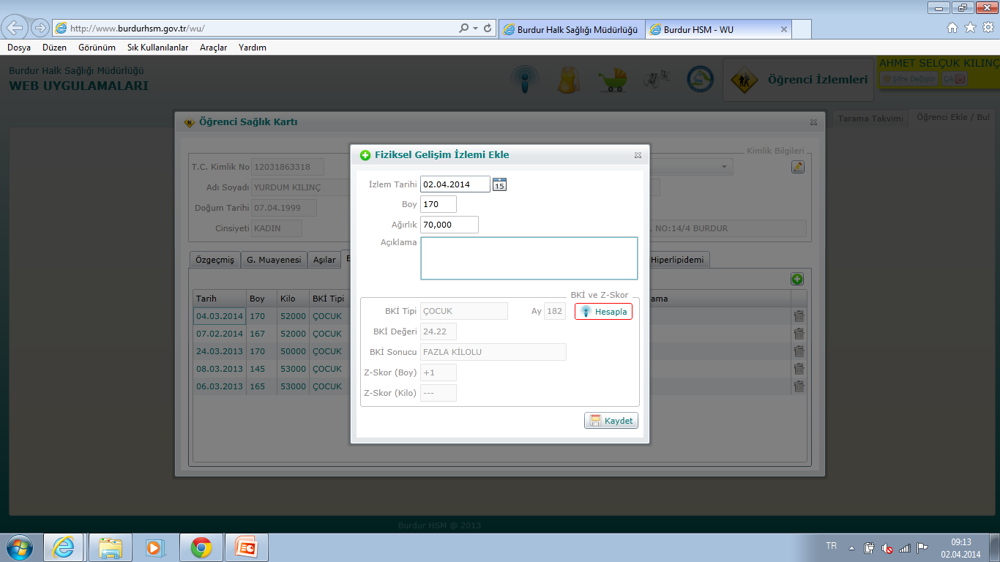 http://www.burdurhsm.gov.tr/wu/
Burdur Halk Sağlığı Müdürlüğü
Burdur HSM - WU
Dosya Düzen Görünüm Sık Kullanılanlar Araçlar Yardım
Burdur Halk Sağlığı Müdürlüğü
WEB UYGULAMALARI
Öğrenci İzlemleri
AHMET SELÇUK KILINÇ
Şifre Değiştir Çık
Tarama Takvimi Öğrenci Ekle / Bul
Öğrenci Sağlık Kartı
Kimlik Bilgileri
T.C. Kimlik No 12031863318
Adı Soyadı YURDUM KILINÇ
Doğum Tarihi 07.04.1999
Cinsiyeti KADIN
NO:14/4 BURDUR
Özgeçmiş G. Muayenesi Aşılar Hiperlipidemi
Tarih Boy Kilo BKİ Tipi
04.03.2014 170 52000 ÇOCUK
07.02.2014 167 52000 ÇOCUK
24.03.2013 170 50000 ÇOCUK
08.03.2013 145 53000 ÇOCUK
06.03.2013 165 53000 ÇOCUK
Fiziksel Gelişim İzlemi Ekle
İzlem Tarihi 02.04.2014 15
Boy 170
Ağırlık 70,000
Açıklama
BKİ ve Z-Skor
BKİ Tipi ÇOCUK Ay 182 Hesapla
BKİ Değeri 24.22
BKİ Sonucu FAZLA KİLOLU
Z-Skor (Boy) +1
Z-Skor (Kilo) ---
Kaydet
Burdur HSM @ 2013
TR
09:13
02.04.2014